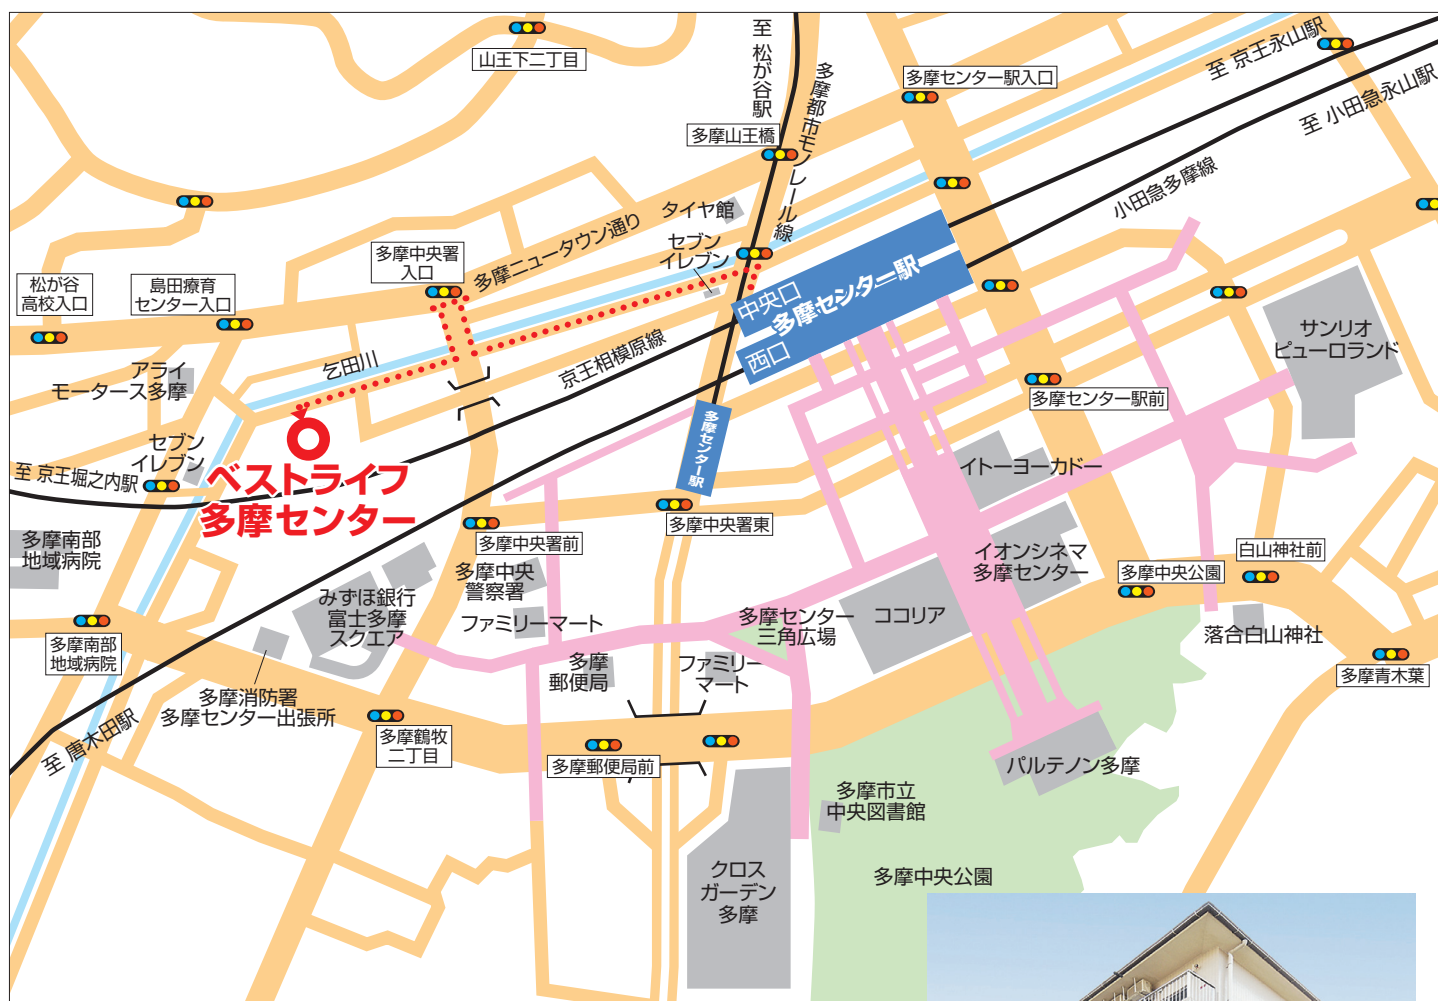 山王下二丁目
至 松が谷駅
多摩都市モノレール線
多摩センター駅入口
至 京王永山駅
至 小田急永山駅
多摩山王橋
小田急多摩線
タイヤ館
セブン
イレブン
多摩ニュータウン通り
多摩中央署
入口
松が谷
高校入口
島田療育
センター入口
中央口
多摩センター駅
西口
サンリオ
ピューロランド
乞田川
京王相模原線
アライ
モータース多摩
多摩センター駅前
多摩センター駅
セブン
イレブン
至 京王堀之内駅
ベストライフ
多摩センター
イトーヨーカドー
多摩中央署東
多摩中央署前
多摩南部
地域病院
多摩中央
警察署
イオンシネマ
多摩センター
白山神社前
多摩中央公園
みずほ銀行
富士多摩
スクエア
ファミリーマート
多摩センター
三角広場
ココリア
落合白山神社
多摩南部
地域病院
多摩
郵便局
ファミリー
マート
多摩青木葉
多摩消防署
多摩センター出張所
至 唐木田駅
多摩鶴牧
二丁目
多摩郵便局前
パルテノン多摩
多摩市立
中央図書館
クロス
ガーデン
多摩
多摩中央公園